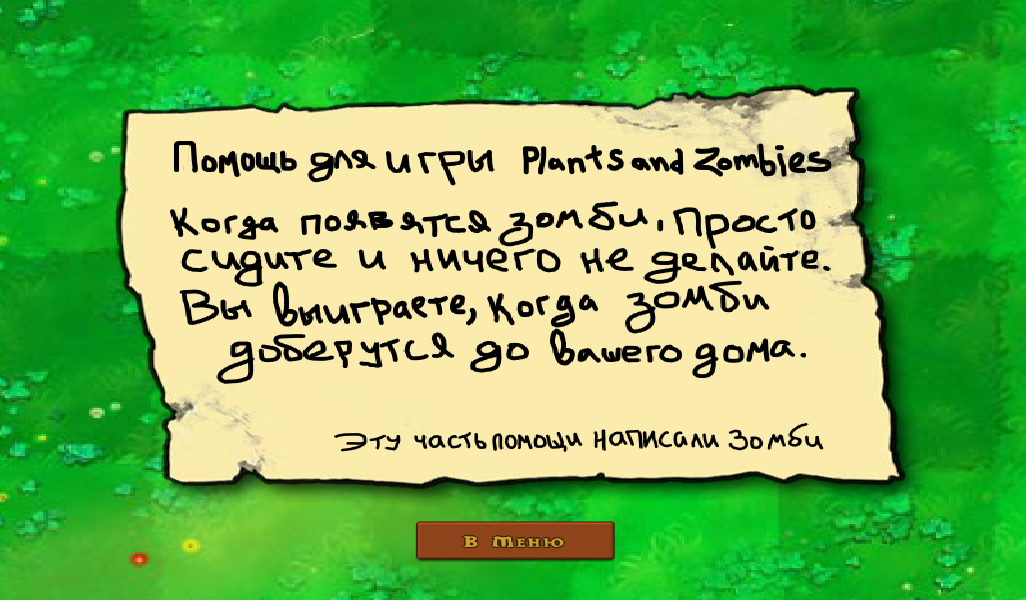 Помощь для игры Plants and Zombies
Когда появятся зомби, просто
сидите и ничего не делайте.
Вы выиграете, когда зомби
доберутся до вашего дома.
Эту часть помощи написали Зомби
В Меню